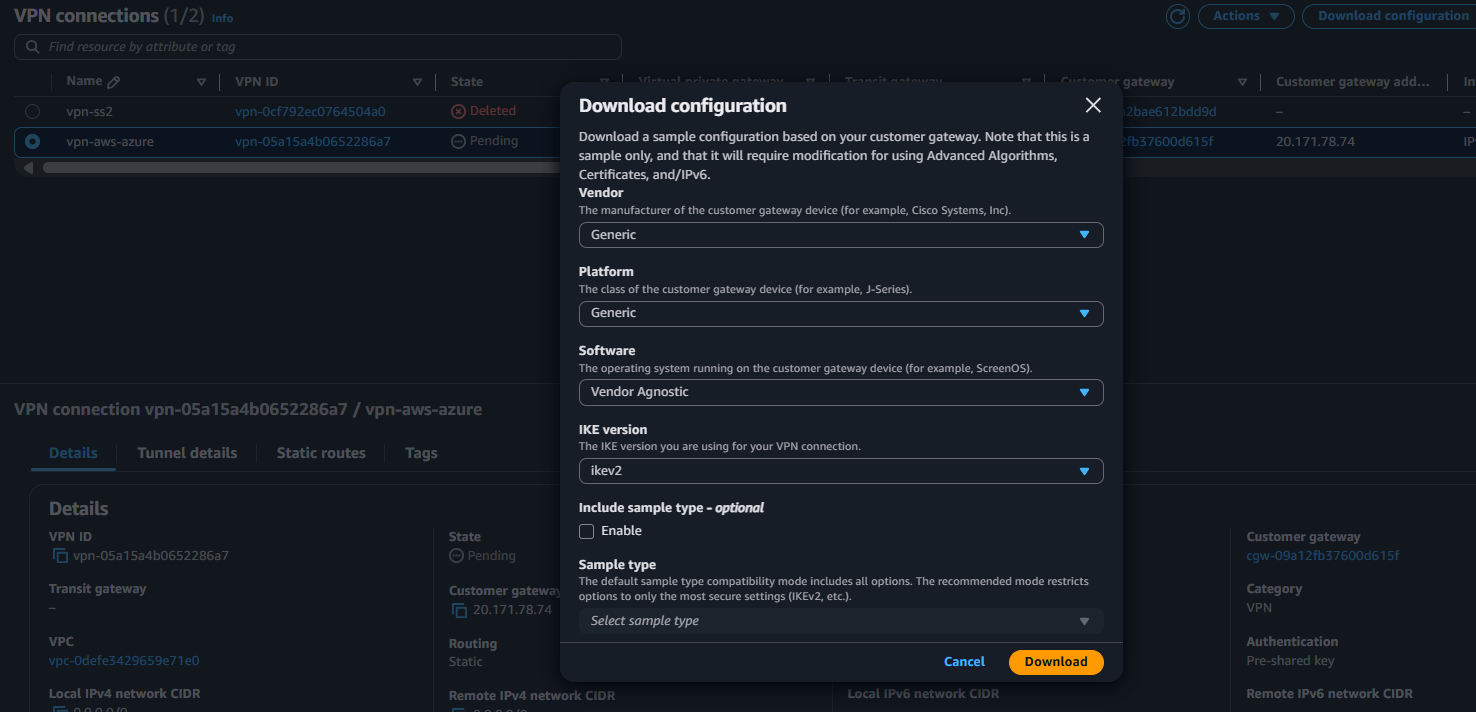 VPN connections (1/2) Info
Actions
Download configuration
Find resource by attribute or tag
Name VPN ID State Virtual private gateway Transit gateway Customer gateway Customer gateway add... In
vpn-ss2 vpn-0cf792ec0764504a0 Deleted 2bae612bdd9d –
vpn-aws-azure vpn-05a15a4b0652286a7 Pending fb37600d615f 20.171.78.74 IP
Download configuration
Download a sample configuration based on your customer gateway. Note that this is a
sample only, and that it will require modification for using Advanced Algorithms,
Certificates, and/IPv6.
Vendor
The manufacturer of the customer gateway device (for example, Cisco Systems, Inc).
Generic
Platform
The class of the customer gateway device (for example, J-Series).
Generic
Software
The operating system running on the customer gateway device (for example, ScreenOS).
Vendor Agnostic
IKE version
The IKE version you are using for your VPN connection.
ikev2
Include sample type - optional
Enable
Sample type
The default sample type compatibility mode includes all options. The recommended mode restricts
options to only the most secure settings (IKEv2, etc.).
Select sample type
Cancel
Download
VPN connection vpn-05a15a4b0652286a7 / vpn-aws-azure
Details Tunnel details Static routes Tags
Details
VPN ID
vpn-05a15a4b0652286a7
Transit gateway
–
VPC
vpc-0defe3429659e71e0
Local IPv4 network CIDR
0.0.0.0/0
State
Pending
Customer gateway
20.171.78.74
Routing
Static
Remote IPv4 network CIDR
0.0.0.0/0
Local IPv6 network CIDR
Customer gateway
cgw-09a12fb37600d615f
Category
VPN
Authentication
Pre-shared key
Remote IPv6 network CIDR